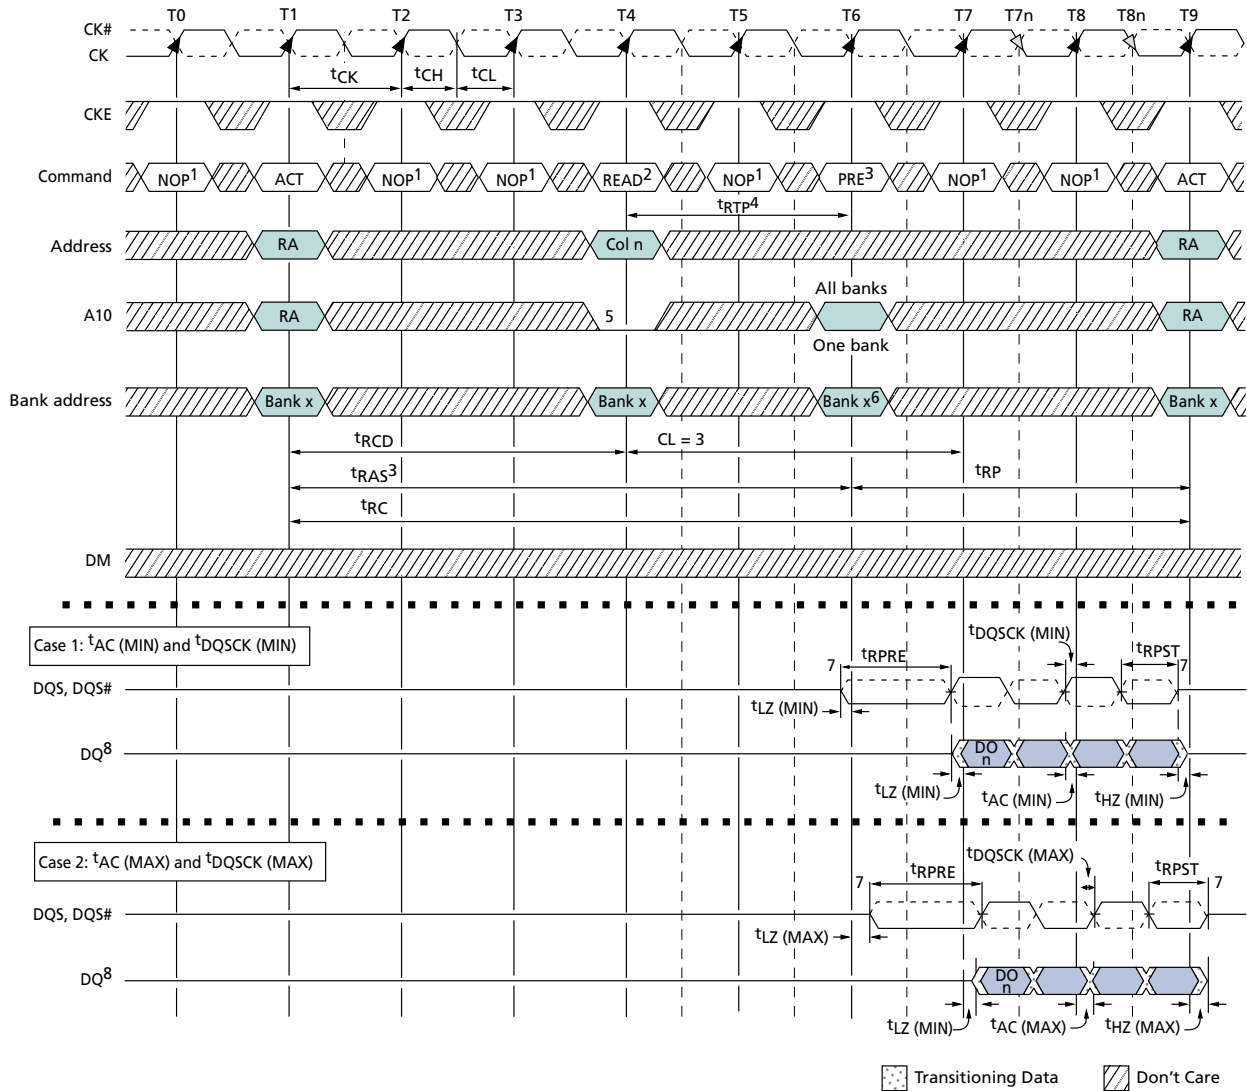 T0 T1 T2 T3 T4 T5 T6 T7 T7n T8 T8n T9
CK#
CK
tCK tCH tCL
CKE
Command NOP1 ACT NOP1 NOP1 READ2 NOP1 PRE3 NOP1 NOP1 ACT
tRTP4
Address RA Col n RA
All banks
A10 RA 5 RA
One bank
Bank address Bank x Bank x Bank x6 Bank x
tRCD CL = 3
tRAS3 tRP
tRC
DM
Case 1: tAC (MIN) and tDQSCK (MIN)
tDQSCK (MIN)
7 tRPRE tRPST 7
DQS, DQS#
tLZ (MIN)
DQ8 DO n
tLZ (MIN) tAC (MIN) tHZ (MIN)
Case 2: tAC (MAX) and tDQSCK (MAX)
tDQSCK (MAX)
7 tRPRE tRPST 7
DQS, DQS#
tLZ (MAX)
DQ8 DO n
tLZ (MIN) tAC (MAX) tHZ (MAX)
Transitioning Data Don't Care